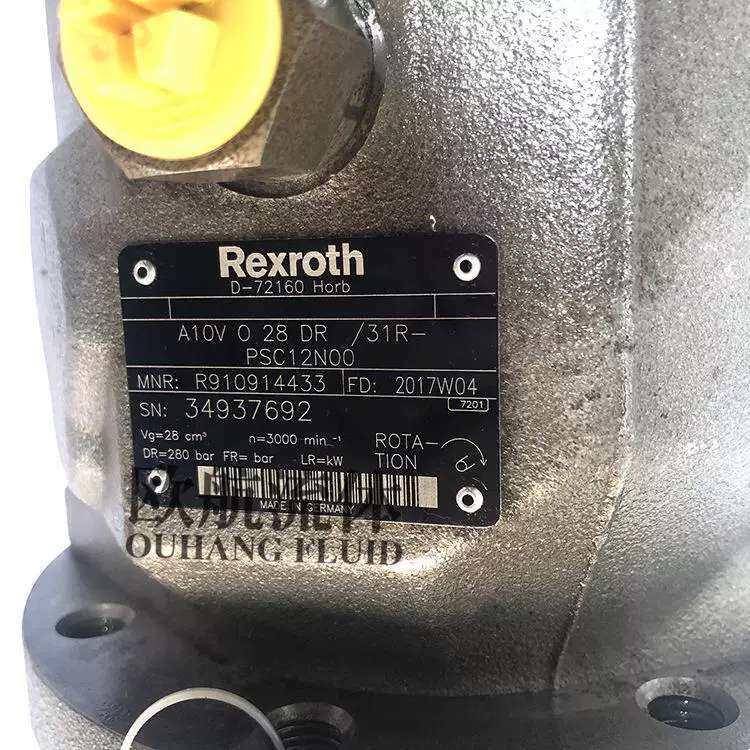 Rexroth
D-72160 Horb
A10V O 28 DR /31R-
PSC12N00
MNR: R910914433 FD: 2017W04
SN: 34937692 7201
Vg=28 cm³ n=3000 min-1
DR=280 bar FR= bar LR=kW
ROTA-
TION
MADE IN GERMANY
欧航流体
OUHANG FLUID